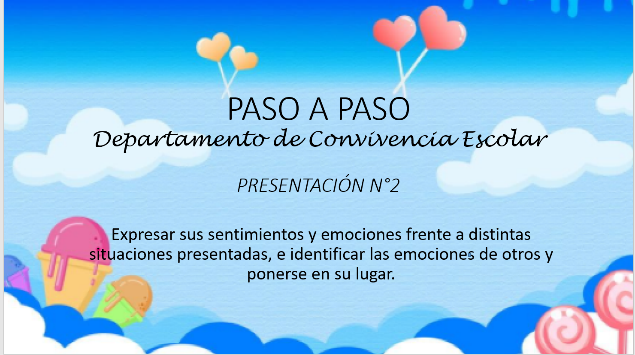 PASO A PASO
Departamento de Convivencia Escolar
PRESENTACIÓN N°2
Expresar sus sentimientos y emociones frente a distintas
situaciones presentadas, e identificar las emociones de otros y
ponerse en su lugar.